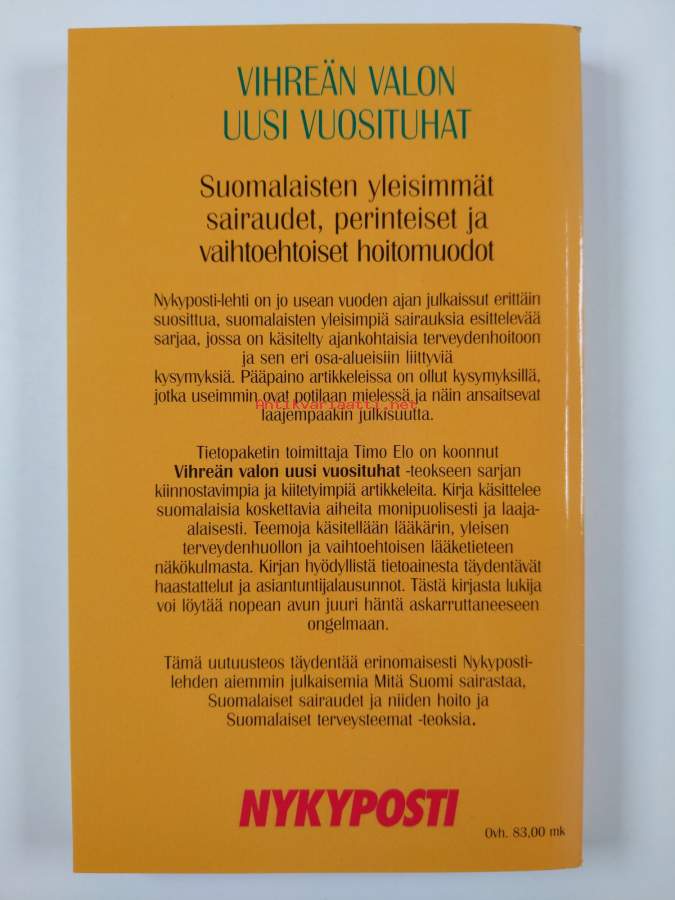 VIHREÄN VALON
UUSI VUOSITUHAT
Suomalaisten yleisimmät
sairaudet, perinteiset ja
vaihtoehtoiset hoitomuodot
Nykyposti-lehti on jo usean vuoden ajan julkaissut erittäin
suosittua, suomalaisten yleisimpiä sairauksia esittelevää
sarjaa, jossa on käsitelty ajankohtaisia terveydenhoitoon
ja sen eri osa-alueisiin liittyviä
kysymyksiä. Pääpaino artikkeleissa on ollut kysymyksillä,
jotka useimmin ovat potilaan mielessä ja näin ansaitsevat
Antikvariaatti.net
laajempaakin julkisuutta.
Tietopaketin toimittaja Timo Elo on koonnut
Vihreän valon uusi vuosituhat -teokseen sarjan
kiinnostavimpia ja kiitetyimpiä artikkeleita. Kirja käsittelee
suomalaisia koskettavia aiheita monipuolisesti ja laaja-
alaisesti. Teemoja käsitellään lääkärin, yleisen
terveydenhuollon ja vaihtoehtoisen lääketieteen
näkökulmasta. Kirjan hyödyllistä tietoainesta täydentävät
haastattelut ja asiantuntijalausunnot. Tästä kirjasta lukija
voi löytää nopean avun juuri häntä askarruttaneeseen
ongelmaan.
Tämä uutuusteos täydentää erinomaisesti Nykyposti-
lehden aiemmin julkaisemia Mitä Suomi sairastaa,
Suomalaiset sairaudet ja niiden hoito ja
Suomalaiset terveysteemat -teoksia.
NYKYPOSTI
Ovh. 83,00 mk